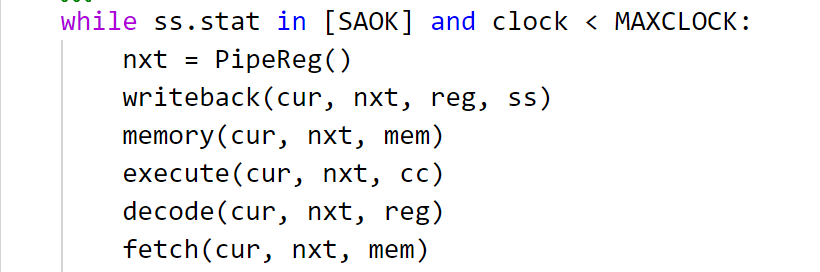 while ss.stat in [SAOK] and clock < MAXCLOCK:
nxt = PipeReg()
writeback(cur, nxt, reg, ss)
memory(cur, nxt, mem)
execute(cur, nxt, cc)
decode(cur, nxt, reg)
fetch(cur, nxt, mem)